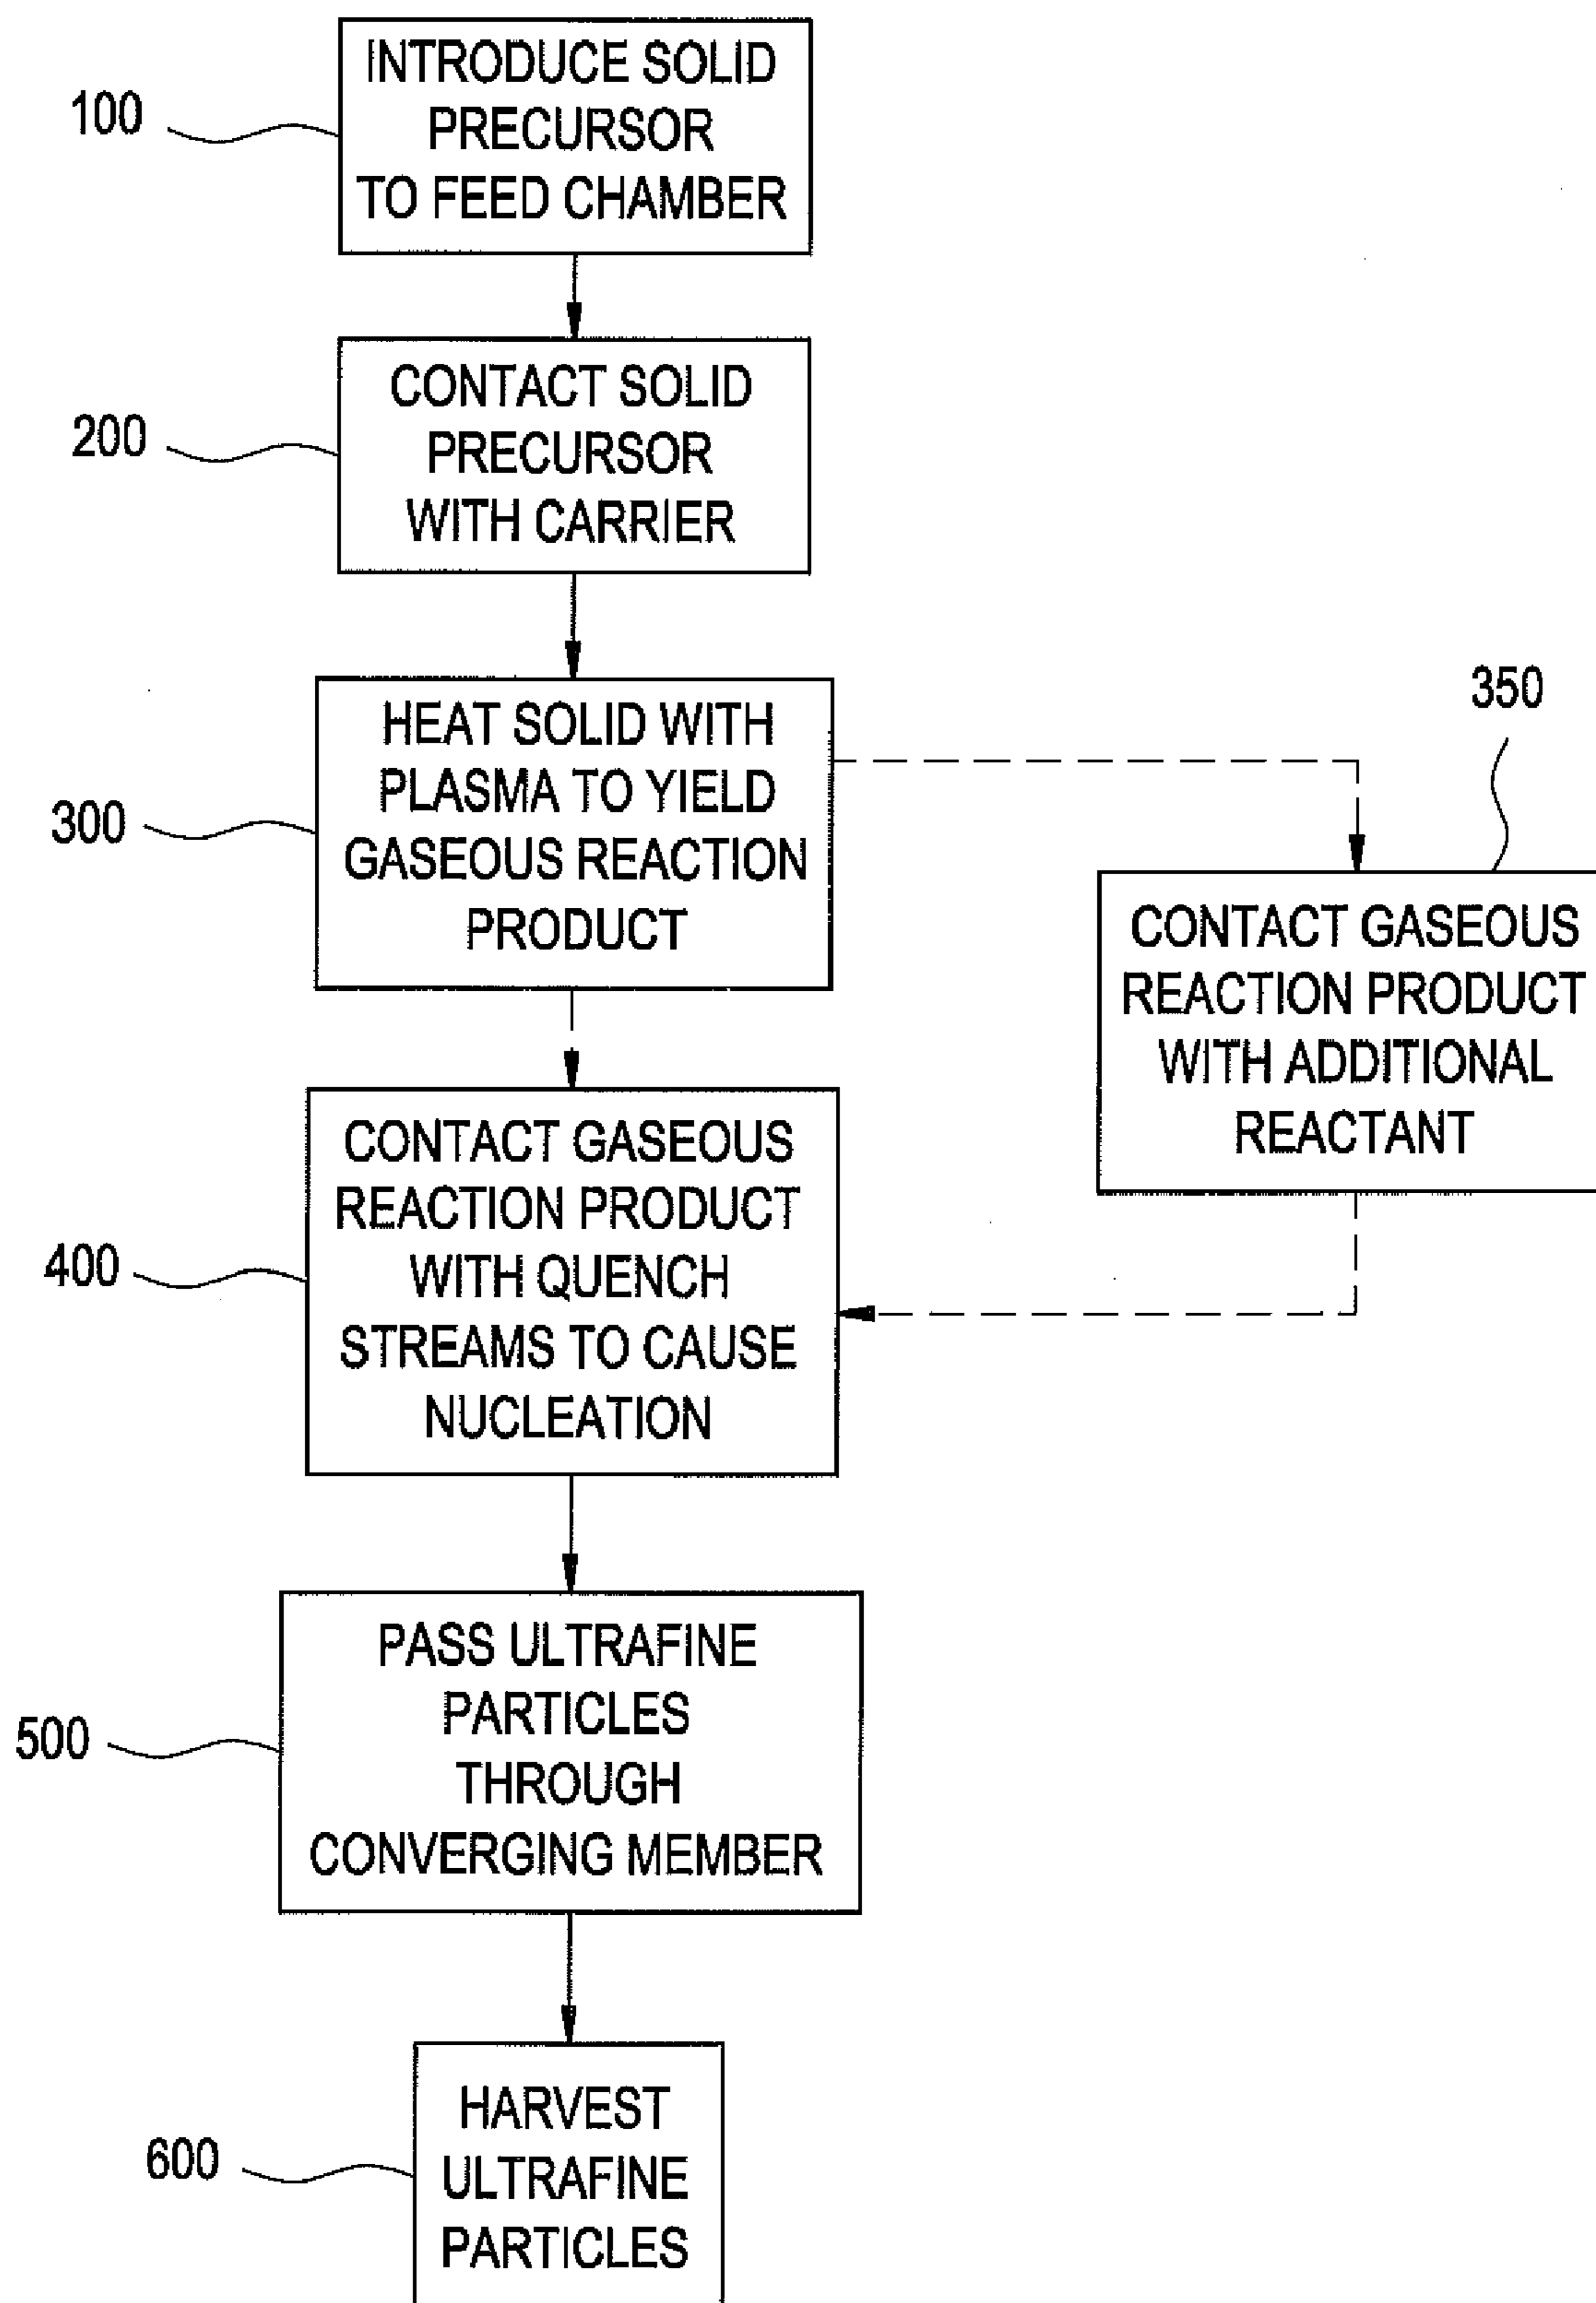 100
INTRODUCE SOLID
PRECURSOR
TO FEED CHAMBER
200
CONTACT SOLID
PRECURSOR
WITH CARRIER
300
HEAT SOLID WITH
PLASMA TO YIELD
GASEOUS REACTION
PRODUCT
350
CONTACT GASEOUS
REACTION PRODUCT
WITH ADDITIONAL
REACTANT
400
CONTACT GASEOUS
REACTION PRODUCT
WITH QUENCH
STREAMS TO CAUSE
NUCLEATION
500
PASS ULTRAFINE
PARTICLES
THROUGH
CONVERGING MEMBER
600
HARVEST
ULTRAFINE
PARTICLES